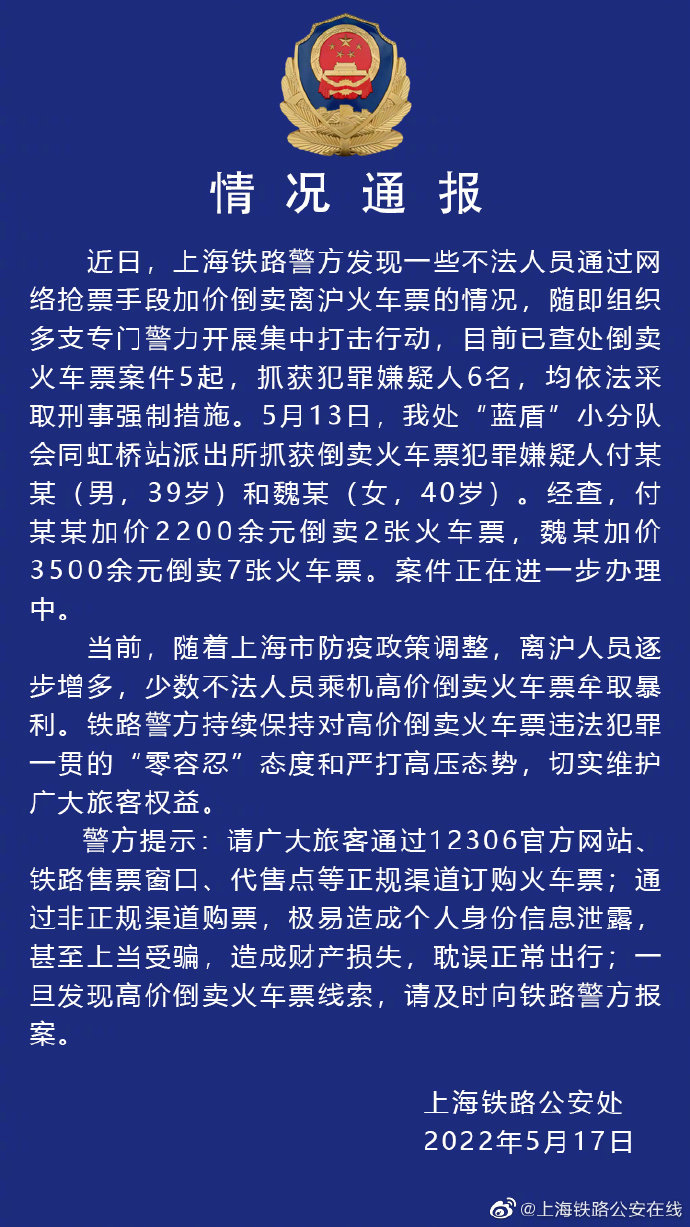 情况通报
近日，上海铁路警方发现一些不法人员通过网
络抢票手段加价倒卖离沪火车票的情况，随即组织
多支专门警力开展集中打击行动，目前已查处倒卖
火车票案件5起，抓获犯罪嫌疑人6名，均依法采
取刑事强制措施。5月13日，我处“蓝盾”小分队
会同虹桥站派出所抓获倒卖火车票犯罪嫌疑人付某
某（男，39岁）和魏某（女，40岁）。经查，付
某某加价2200余元倒卖2张火车票，魏某加价
3500余元倒卖7张火车票。案件正在进一步办理
中。
当前，随着上海市防疫政策调整，离沪人员逐
步增多，少数不法人员乘机高价倒卖火车票牟取暴
利。铁路警方持续保持对高价倒卖火车票违法犯罪
一贯的“零容忍”态度和严打高压态势，切实维护
广大旅客权益。
警方提示：请广大旅客通过12306官方网站、
铁路售票窗口、代售点等正规渠道订购火车票；通
过非正规渠道购票，极易造成个人身份信息泄露，
甚至上当受骗，造成财产损失，耽误正常出行；一
旦发现高价倒卖火车票线索，请及时向铁路警方报
案。
上海铁路公安处
2022年5月17日
@上海铁路公安在线